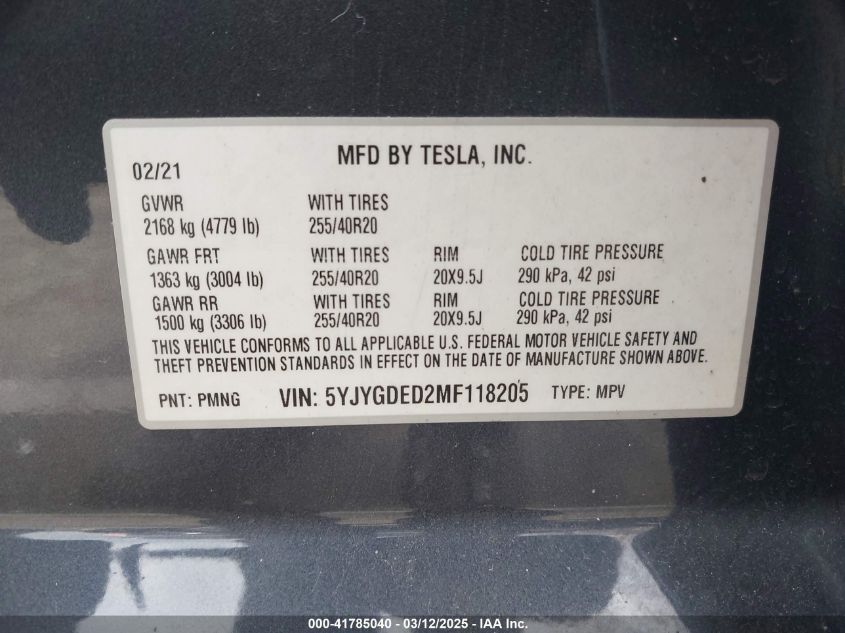 02/21 MFD BY TESLA, INC.
GVWR WITH TIRES
2168 kg (4779 lb) 255/40R20
GAWR FRT WITH TIRES RIM COLD TIRE PRESSURE
1363 kg (3004 lb) 255/40R20 20X9.5J 290 kPa, 42 psi
GAWR RR WITH TIRES RIM COLD TIRE PRESSURE
1500 kg (3306 lb) 255/40R20 20X9.5J 290 kPa, 42 psi
THIS VEHICLE CONFORMS TO ALL APPLICABLE U.S. FEDERAL MOTOR VEHICLE SAFETY AND
THEFT PREVENTION STANDARDS IN EFFECT ON THE DATE OF MANUFACTURE SHOWN ABOVE.
PNT: PMNG VIN: 5YJYGDED2MF118205 TYPE: MPV
000-41785040 - 03/12/2025 - IAA Inc.